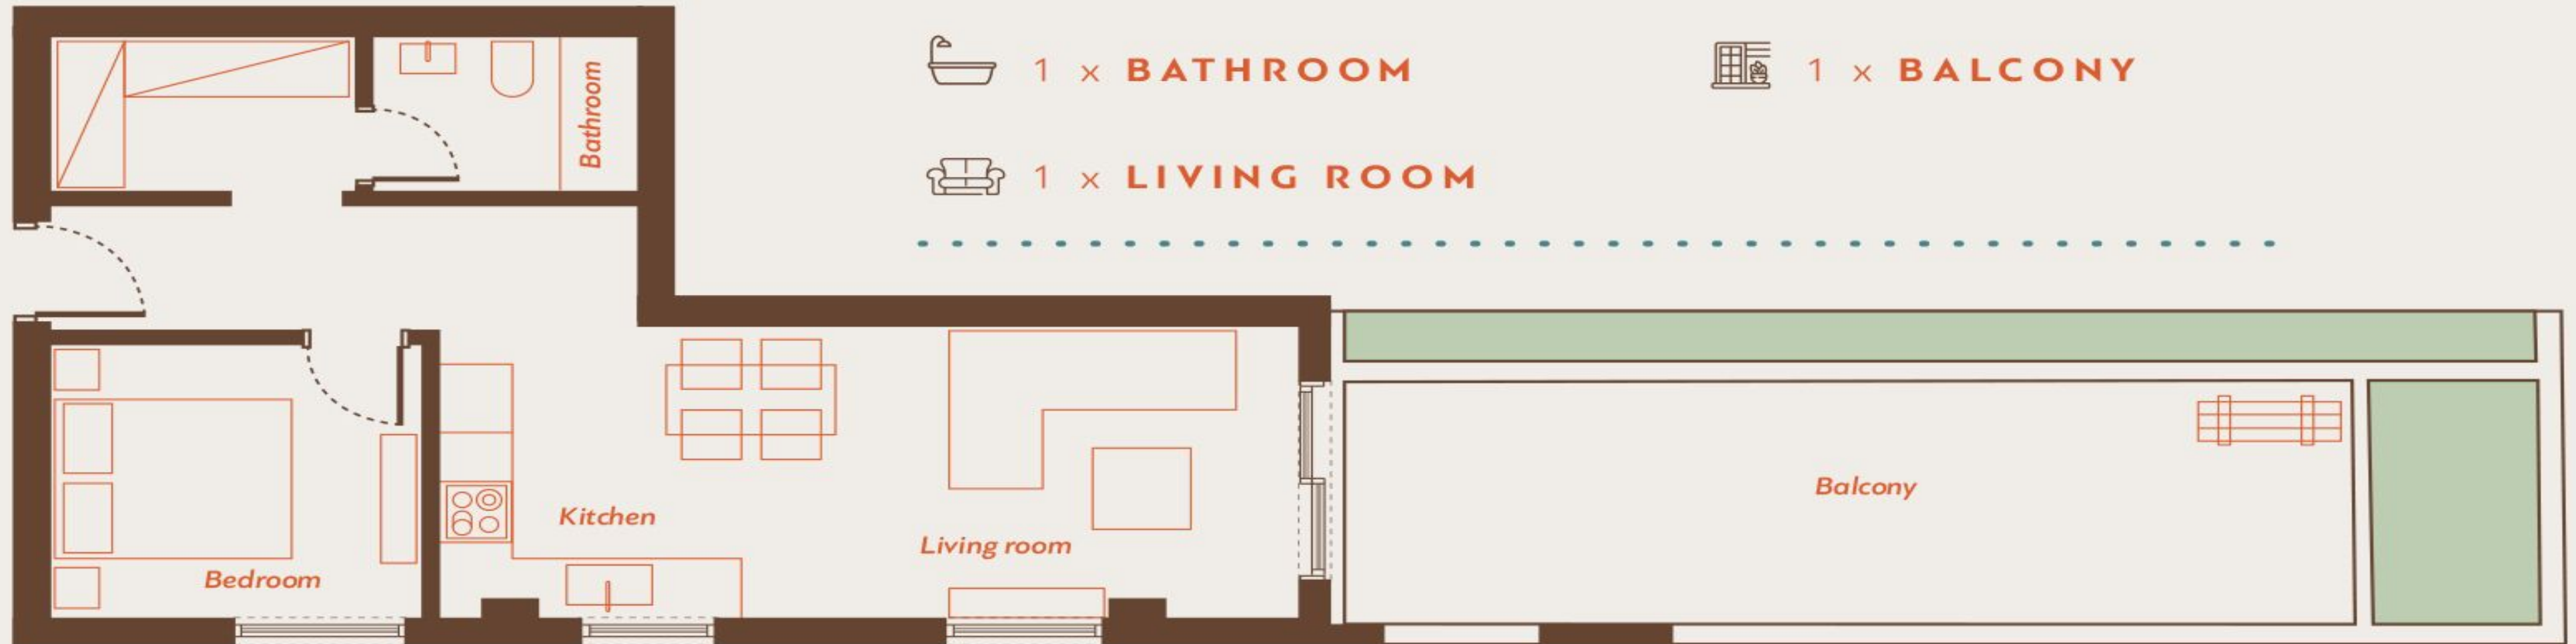 1 x BATHROOM
1 x BALCONY
1 x LIVING ROOM
Bathroom
Kitchen
Living room
Bedroom
Balcony